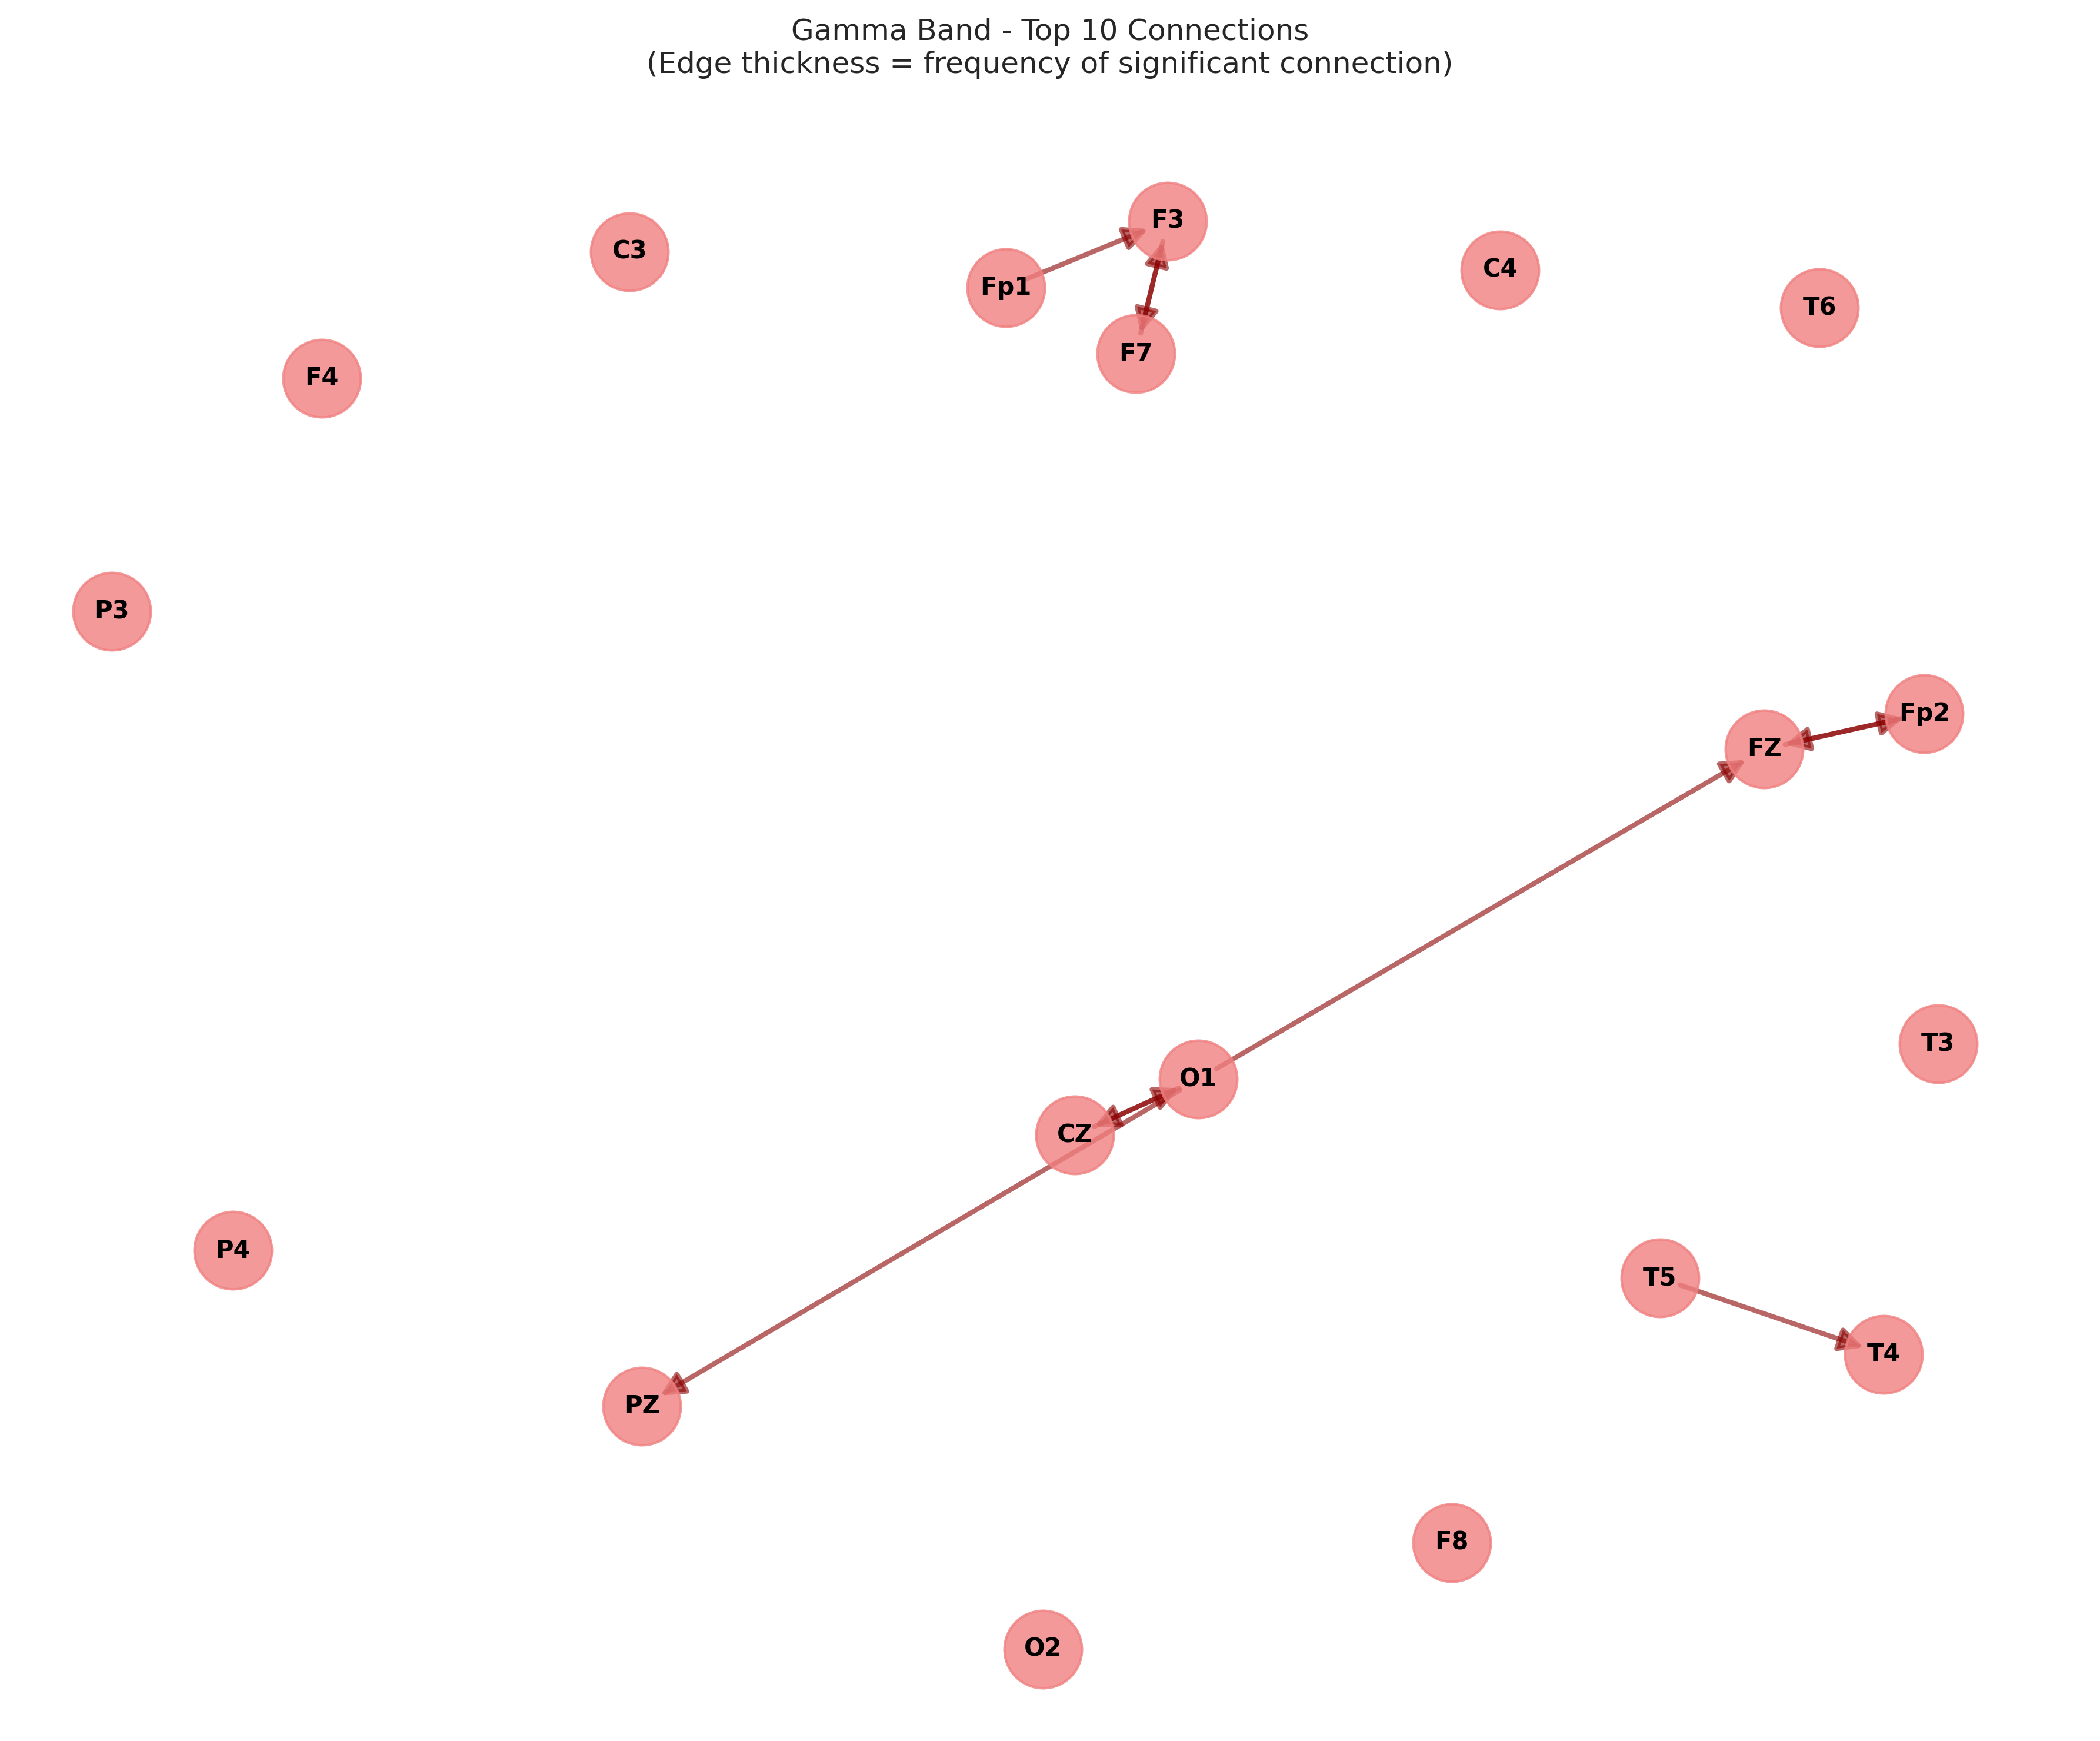 Gamma Band - Top 10 Connections
(Edge thickness = frequency of significant connection)
F3
C3
C4
Fp1
T6
F7
F4
P3
Fp2
FZ
T3
O1
CZ
P4
T5
T4
PZ
F8
O2